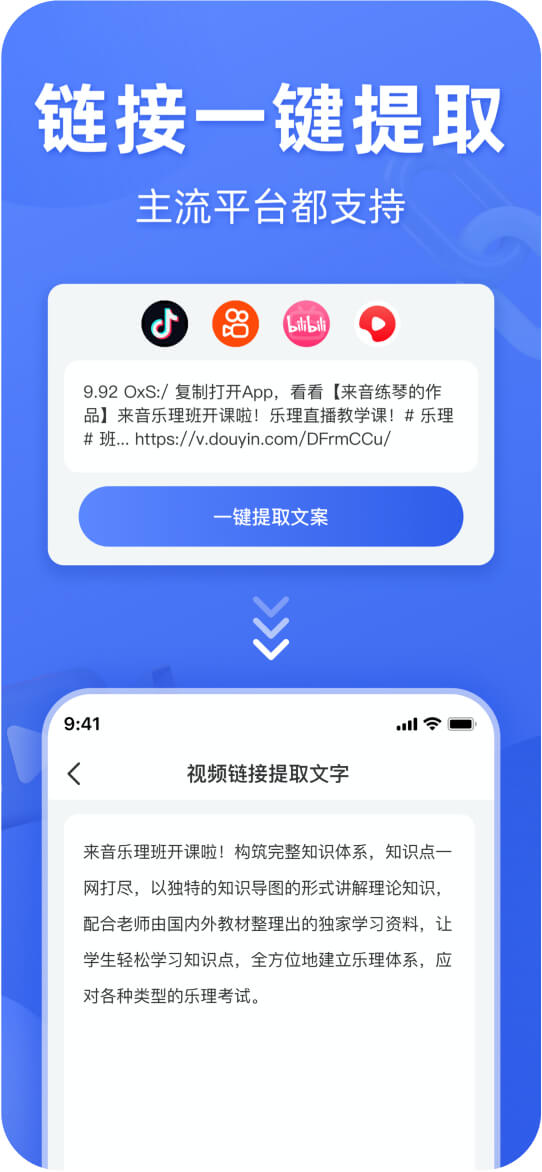 链接一键提取
主流平台都支持
bilibili
9.92 OxS:/ 复制打开App，看看【来音练琴的作
品】来音乐理班开课啦！乐理直播教学课！# 乐理
# 班... https://v.douyin.com/DFrmCCu/
一键提取文案
9:41
视频链接提取文字
来音乐理班开课啦！构筑完整知识体系，知识点一
网打尽，以独特的知识导图的形式讲解理论知识，
配合老师由国内外教材整理出的独家学习资料，让
学生轻松学习知识点，全方位地建立乐理体系，应
对各种类型的乐理考试。